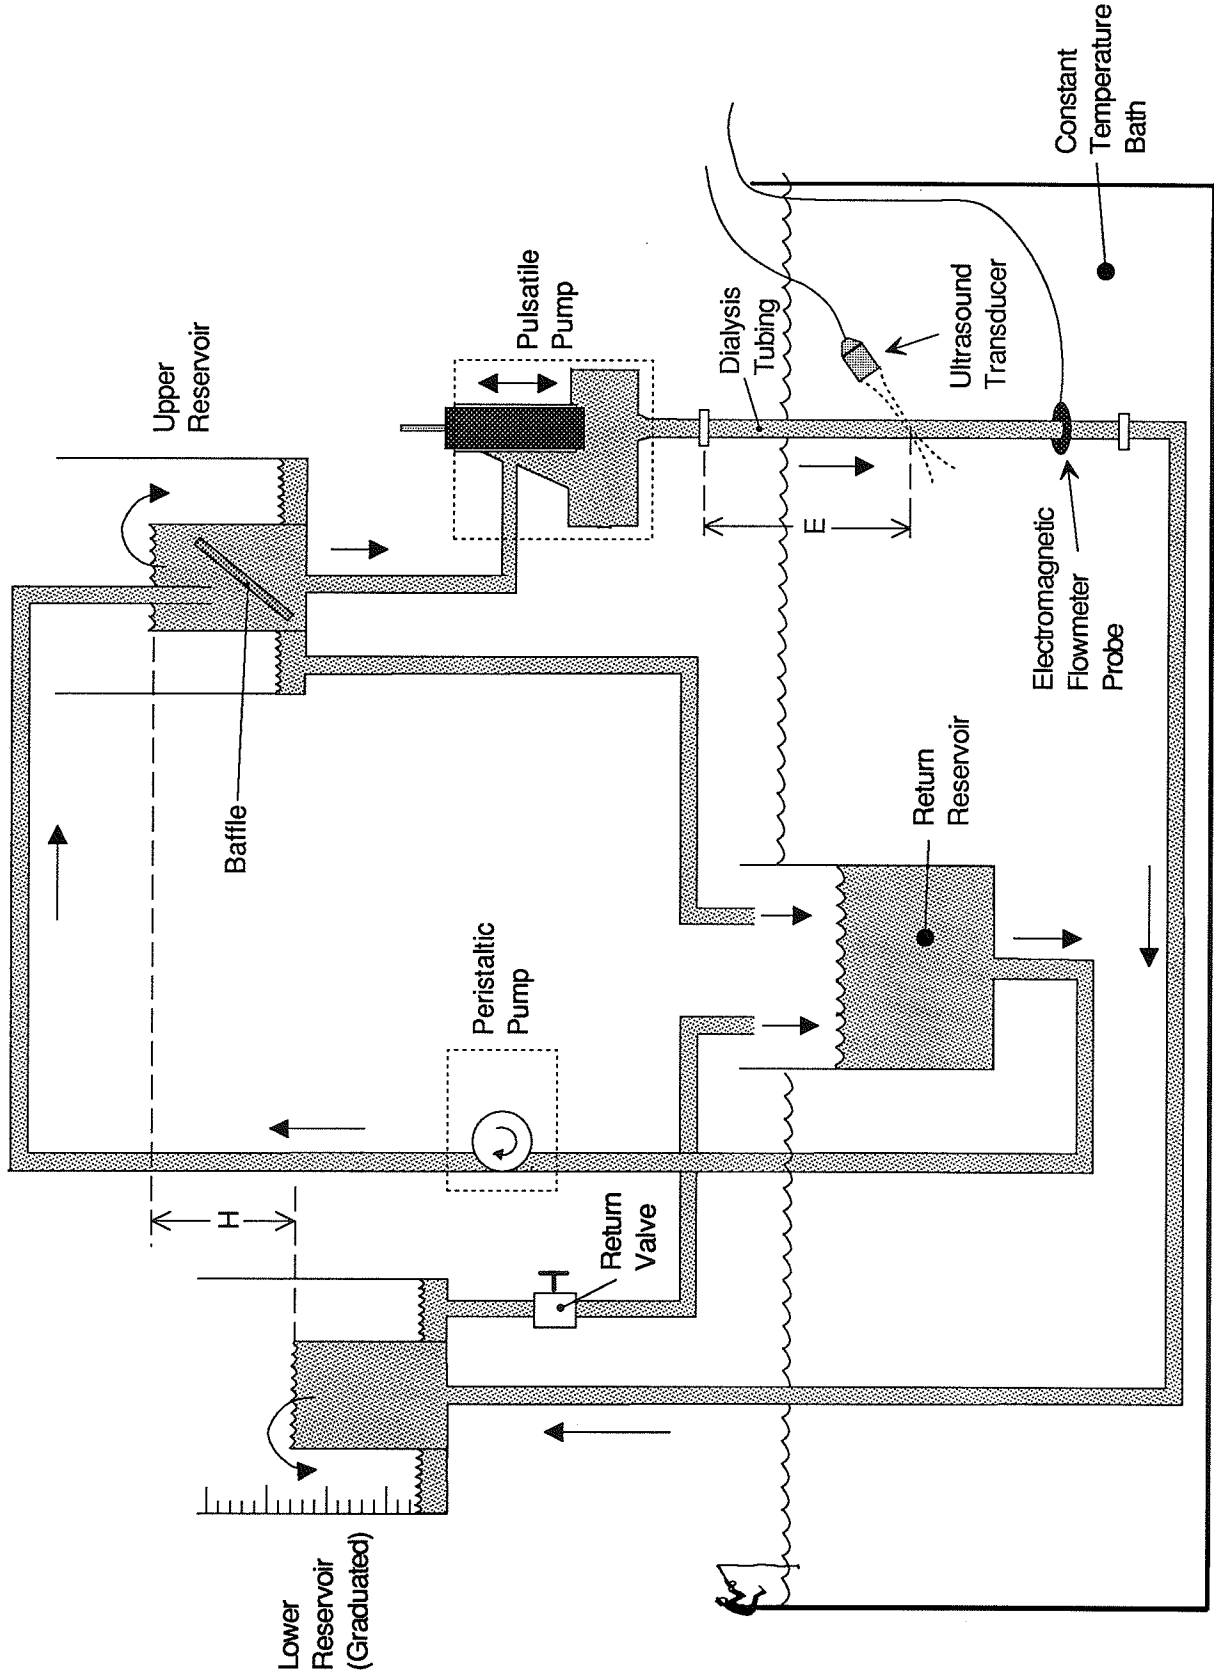 Lower
Reservoir
(Graduated)
H
Return
Valve
Peristaltic
Pump
Baffle
Upper
Reservoir
Pulsatile
Pump
Return
Reservoir
Electromagnetic
Flowmeter
Probe
E
Dialysis
Tubing
Ultrasound
Transducer
Constant
Temperature
Bath